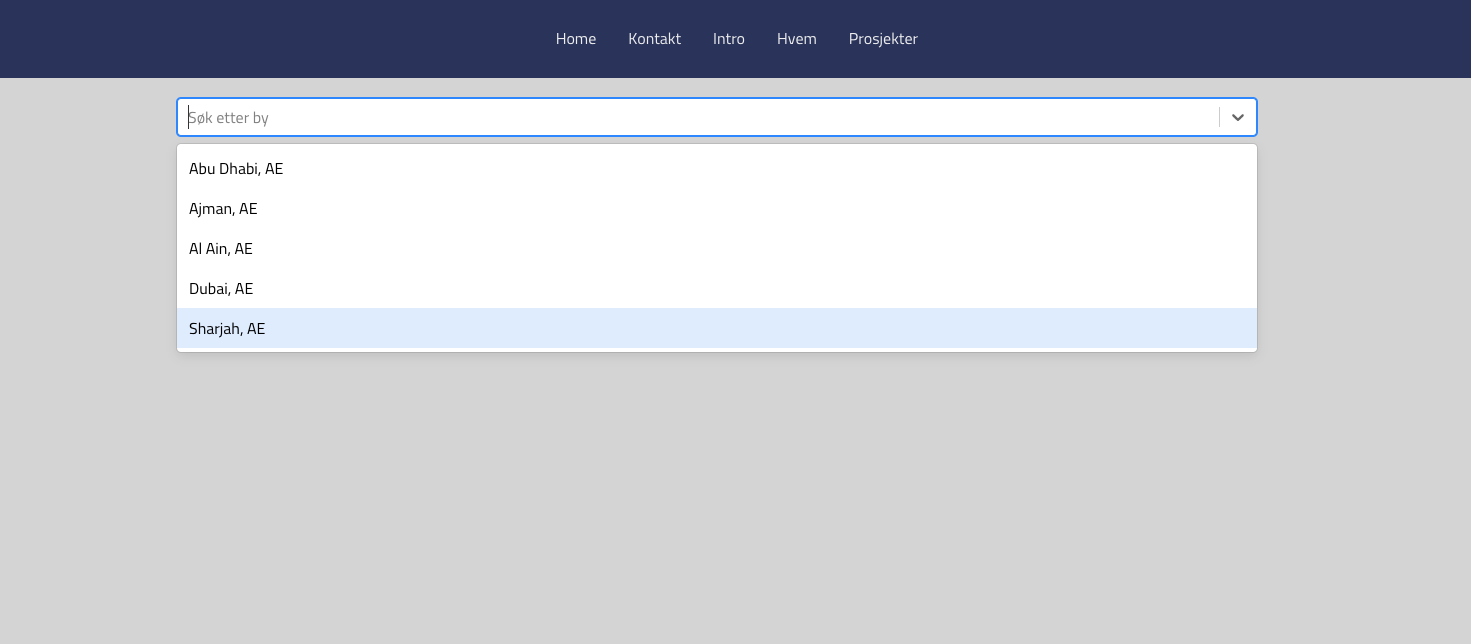 Home Kontakt Intro Hvem Prosjekter
Søk etter by
Abu Dhabi, AE
Ajman, AE
Al Ain, AE
Dubai, AE
Sharjah, AE